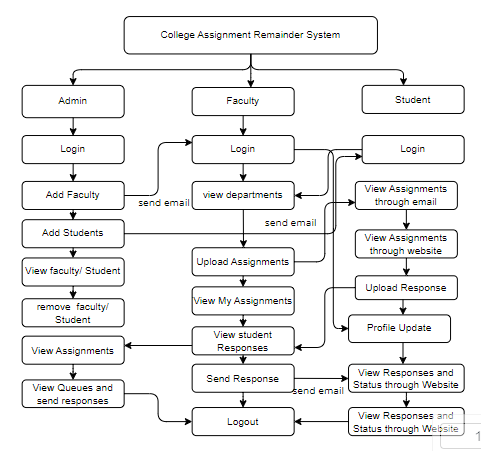 College Assignment Remainder System
Admin
Faculty
Student
Login
Login
Login
Add Faculty
send email
view departments
View Assignments
through email
Add Students
send email
View Assignments
through website
View faculty/ Student
Upload Assignments
Upload Response
remove faculty/
Student
View My Assignments
Profile Update
View Assignments
View student
Responses
View Queues and
send responses
Send Response
send email
View Responses and
Status through Website
Logout
View Responses and
Status through Website
1